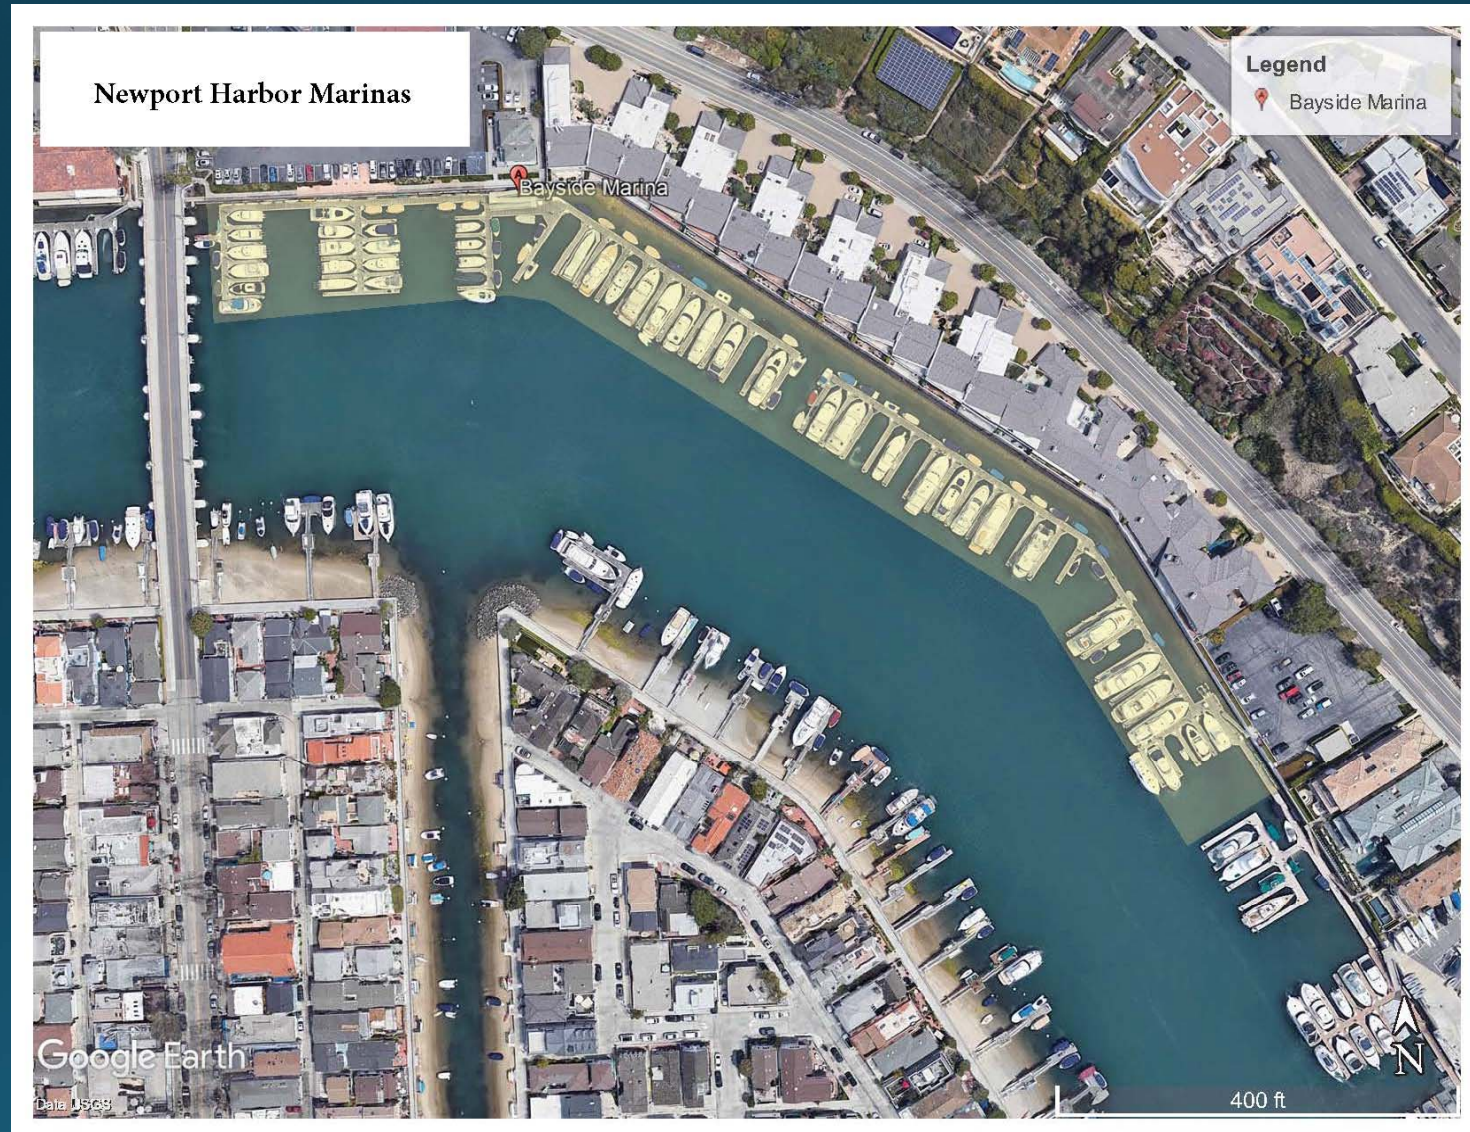 Newport Harbor Marinas
Legend
Bayside Marina
A
Bayside Marina
Google Earth
Data USGS
N
400 ft